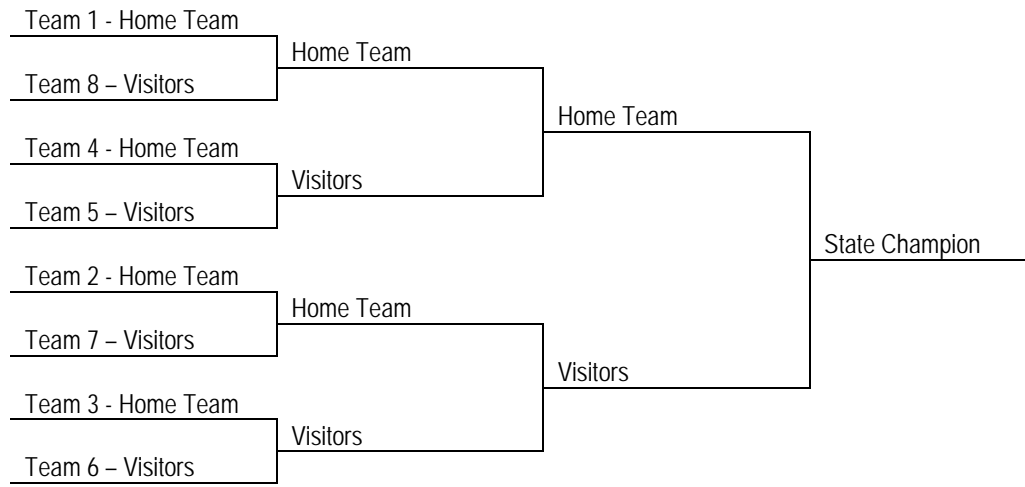 Team 1 - Home Team
Home Team
Team 8 – Visitors
Home Team
Team 4 - Home Team
Visitors
Team 5 – Visitors
State Champion
Team 2 - Home Team
Home Team
Team 7 – Visitors
Visitors
Team 3 - Home Team
Visitors
Team 6 – Visitors